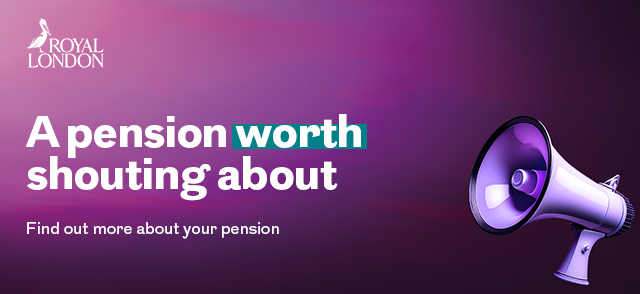 ROYAL
LONDON
A pension worth
shouting about
Find out more about your pension